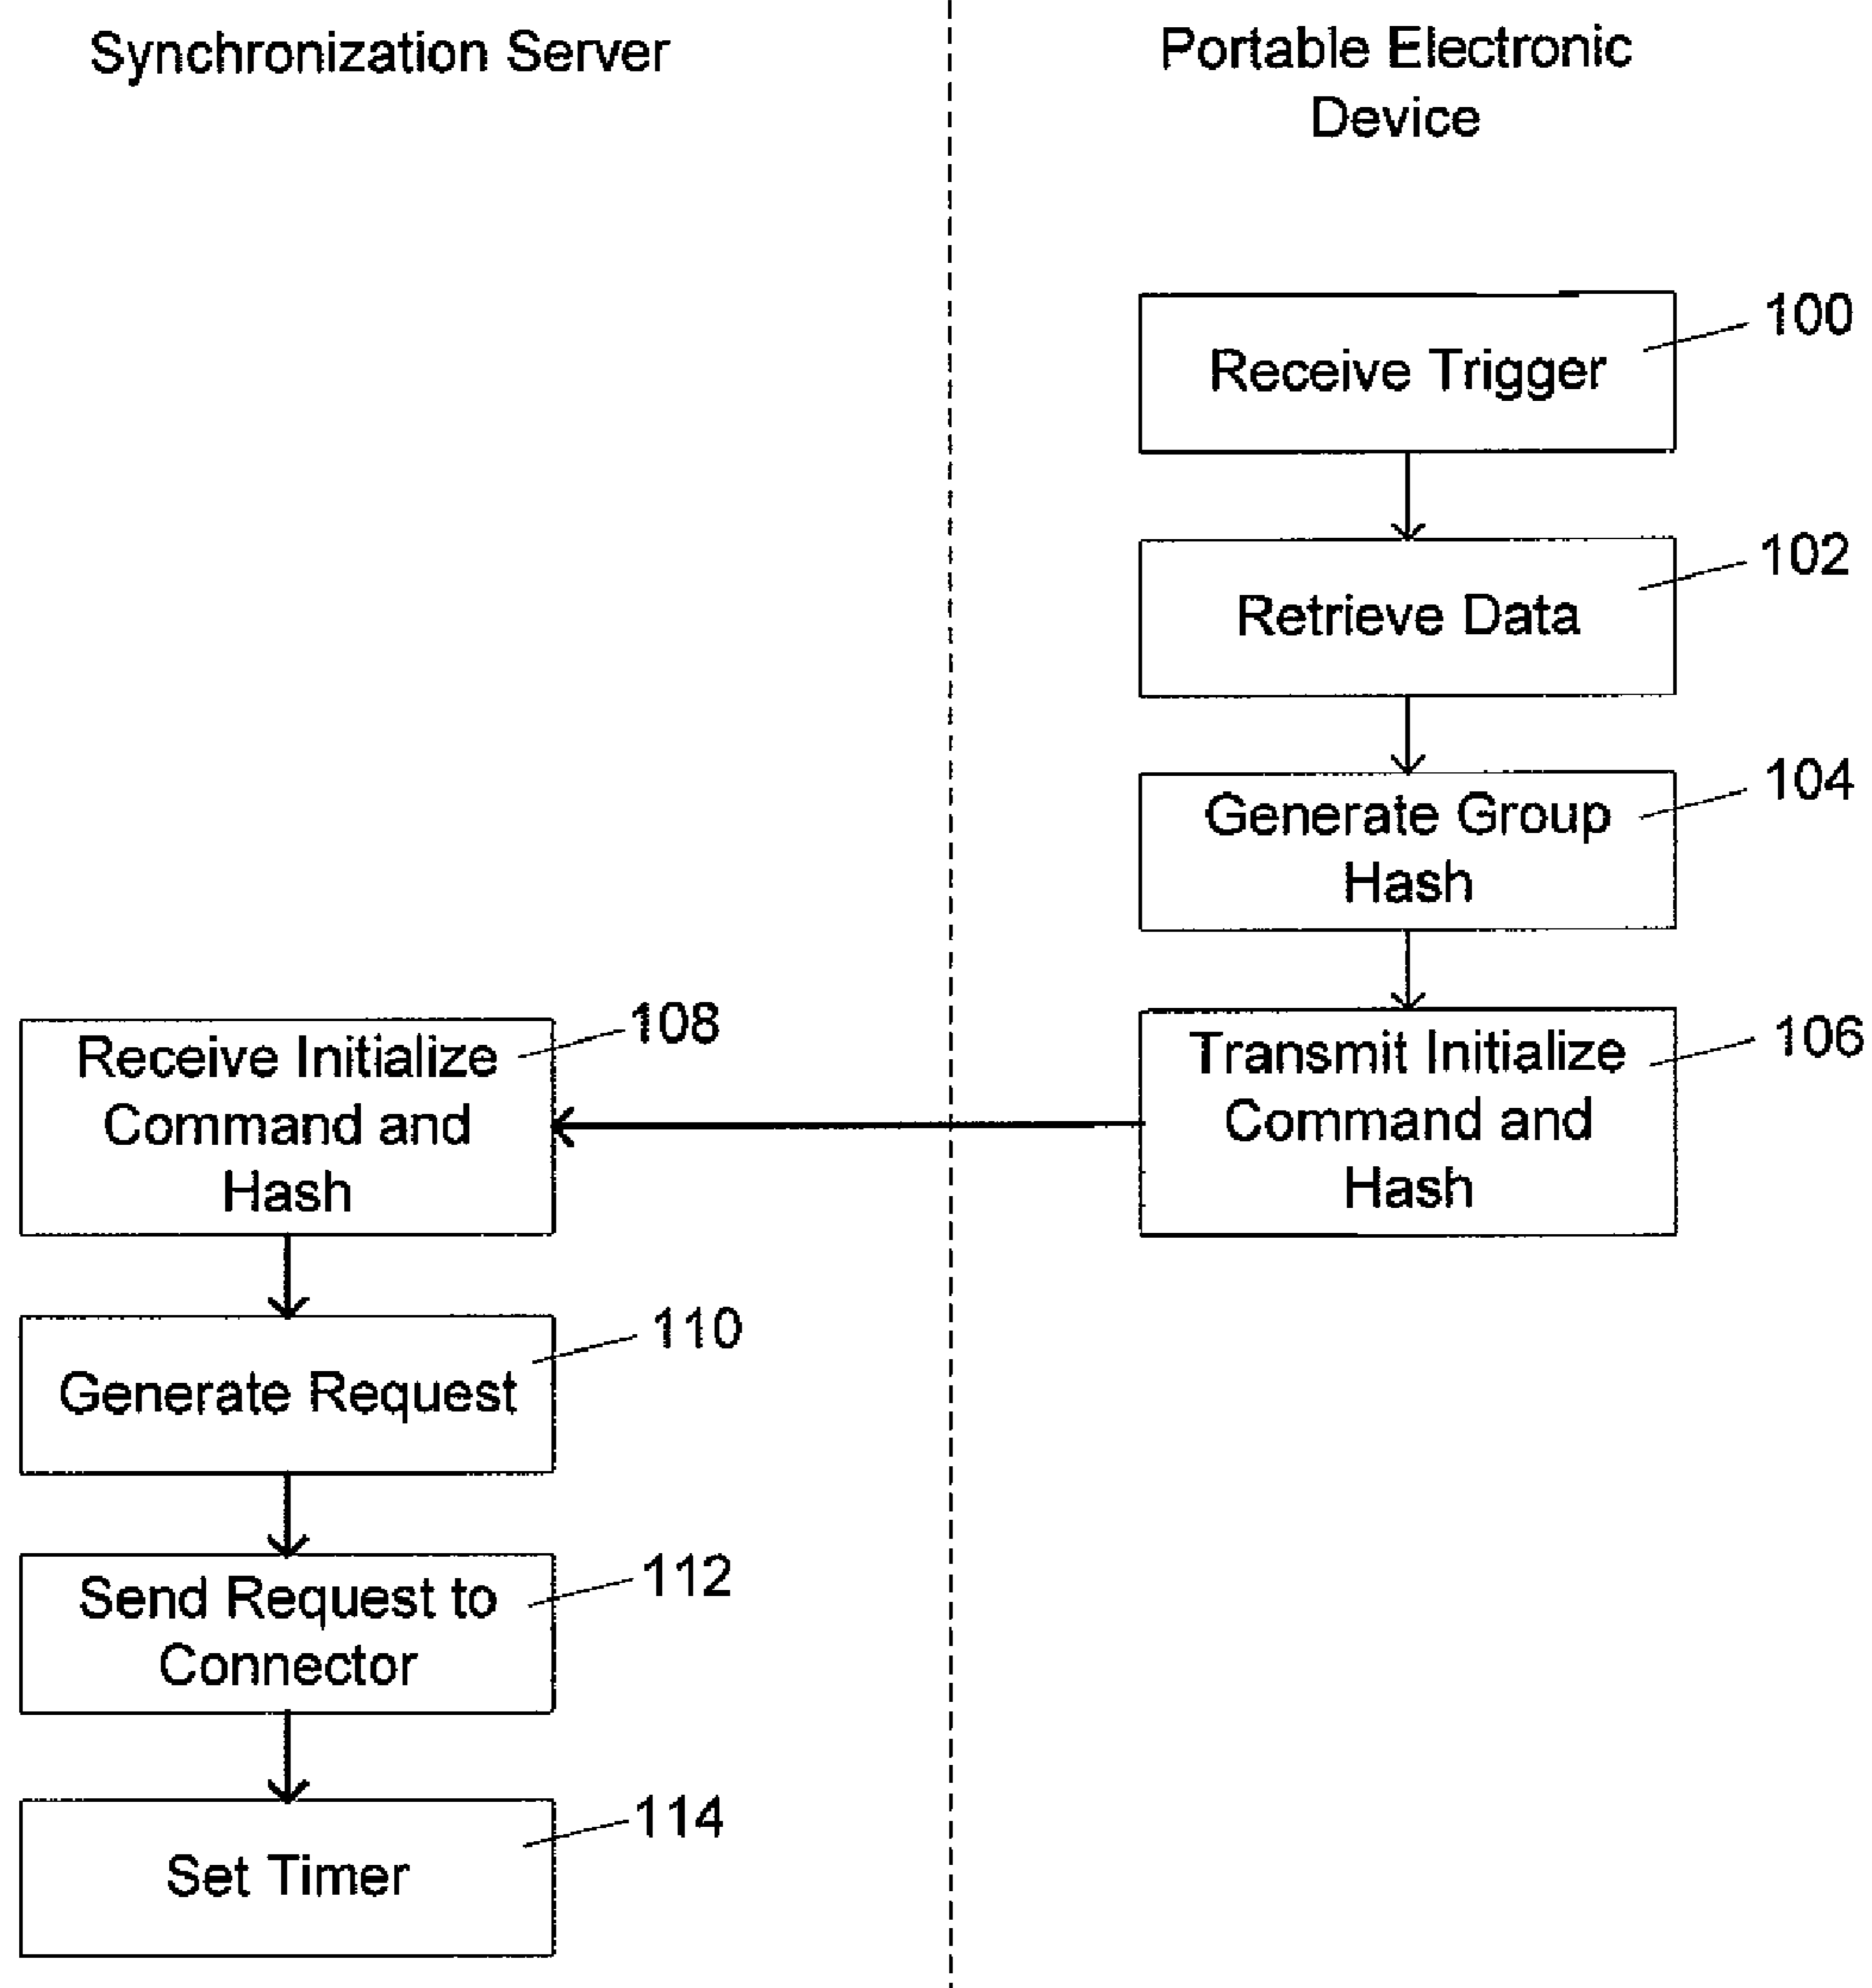 Synchronization Server
Portable Electronic
Device
Receive Trigger
100
Retrieve Data
102
Generate Group
Hash
104
Transmit Initialize
Command and
Hash
106
Receive Initialize
Command and
Hash
108
Generate Request
110
Send Request to
Connector
112
Set Timer
114